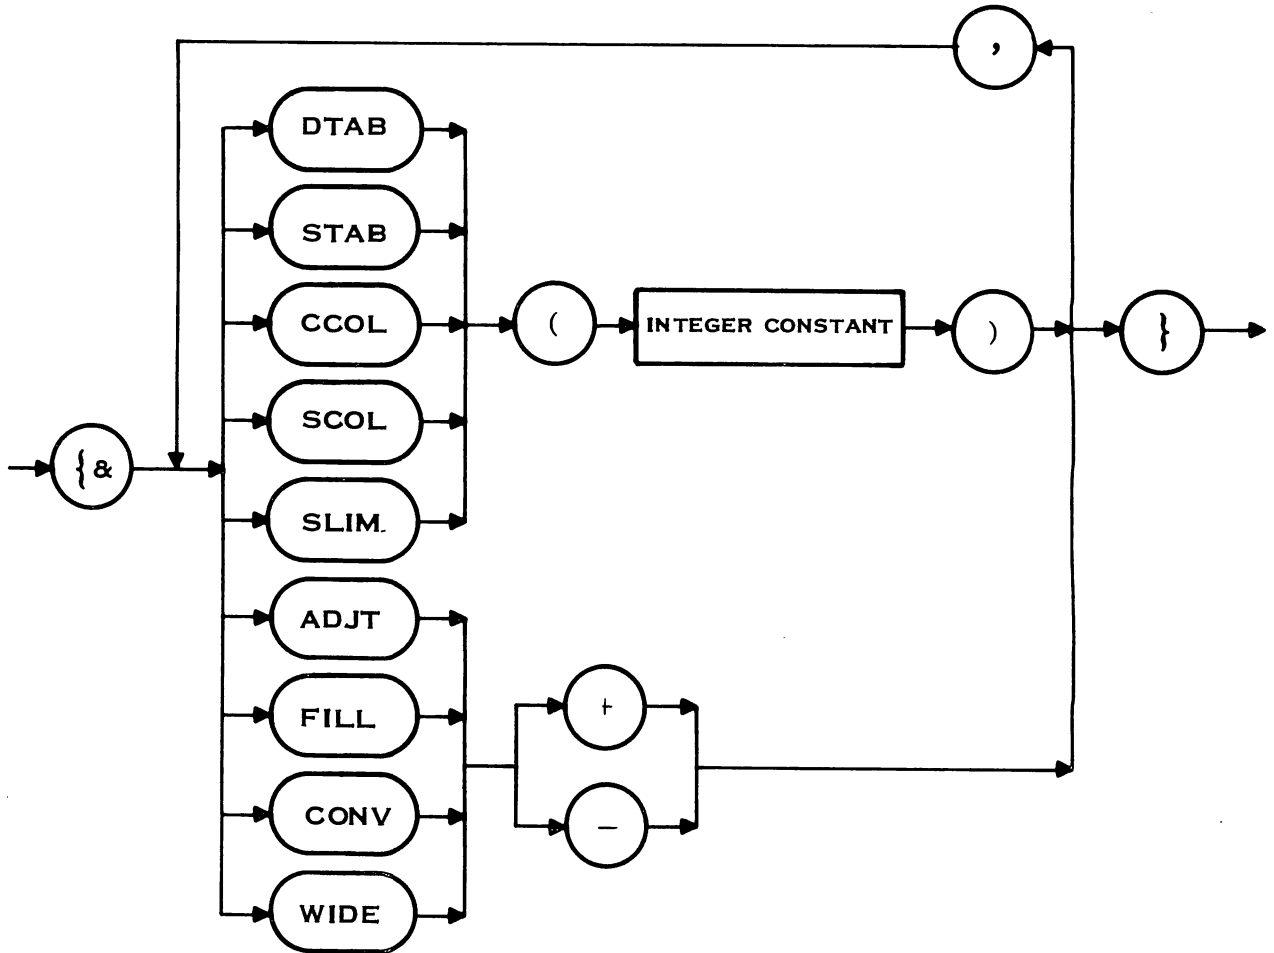 ,
DTAB
STAB
CCOL
( INTEGER CONSTANT ) }
SCOL
{&
SLIM
ADJT
FILL
+
CONV
-
WIDE